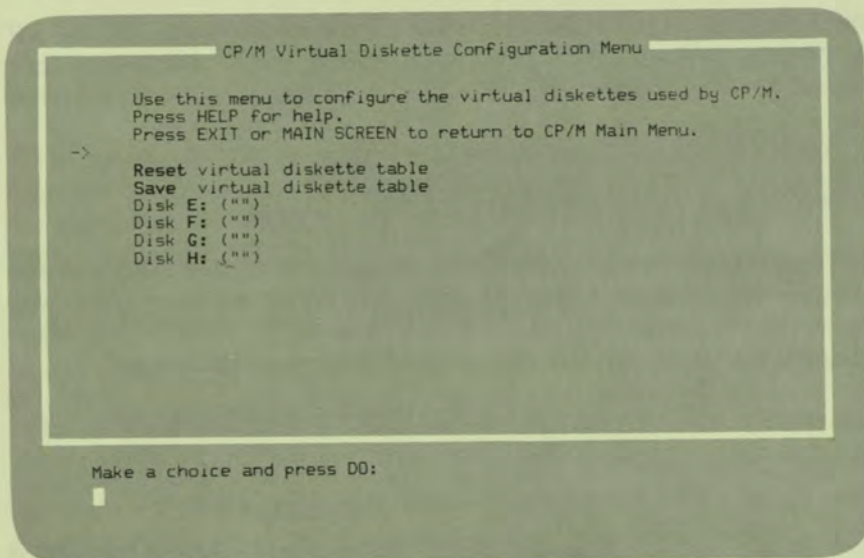 CP/M Virtual Diskette Configuration Menu
Use this menu to configure the virtual diskettes used by CP/M.
Press HELP for help.
Press EXIT or MAIN SCREEN to return to CP/M Main Menu.
->
Reset virtual diskette table
Save virtual diskette table
Disk E: ("")
Disk F: ("")
Disk G: ("")
Disk H: ("")
Make a choice and press DO: